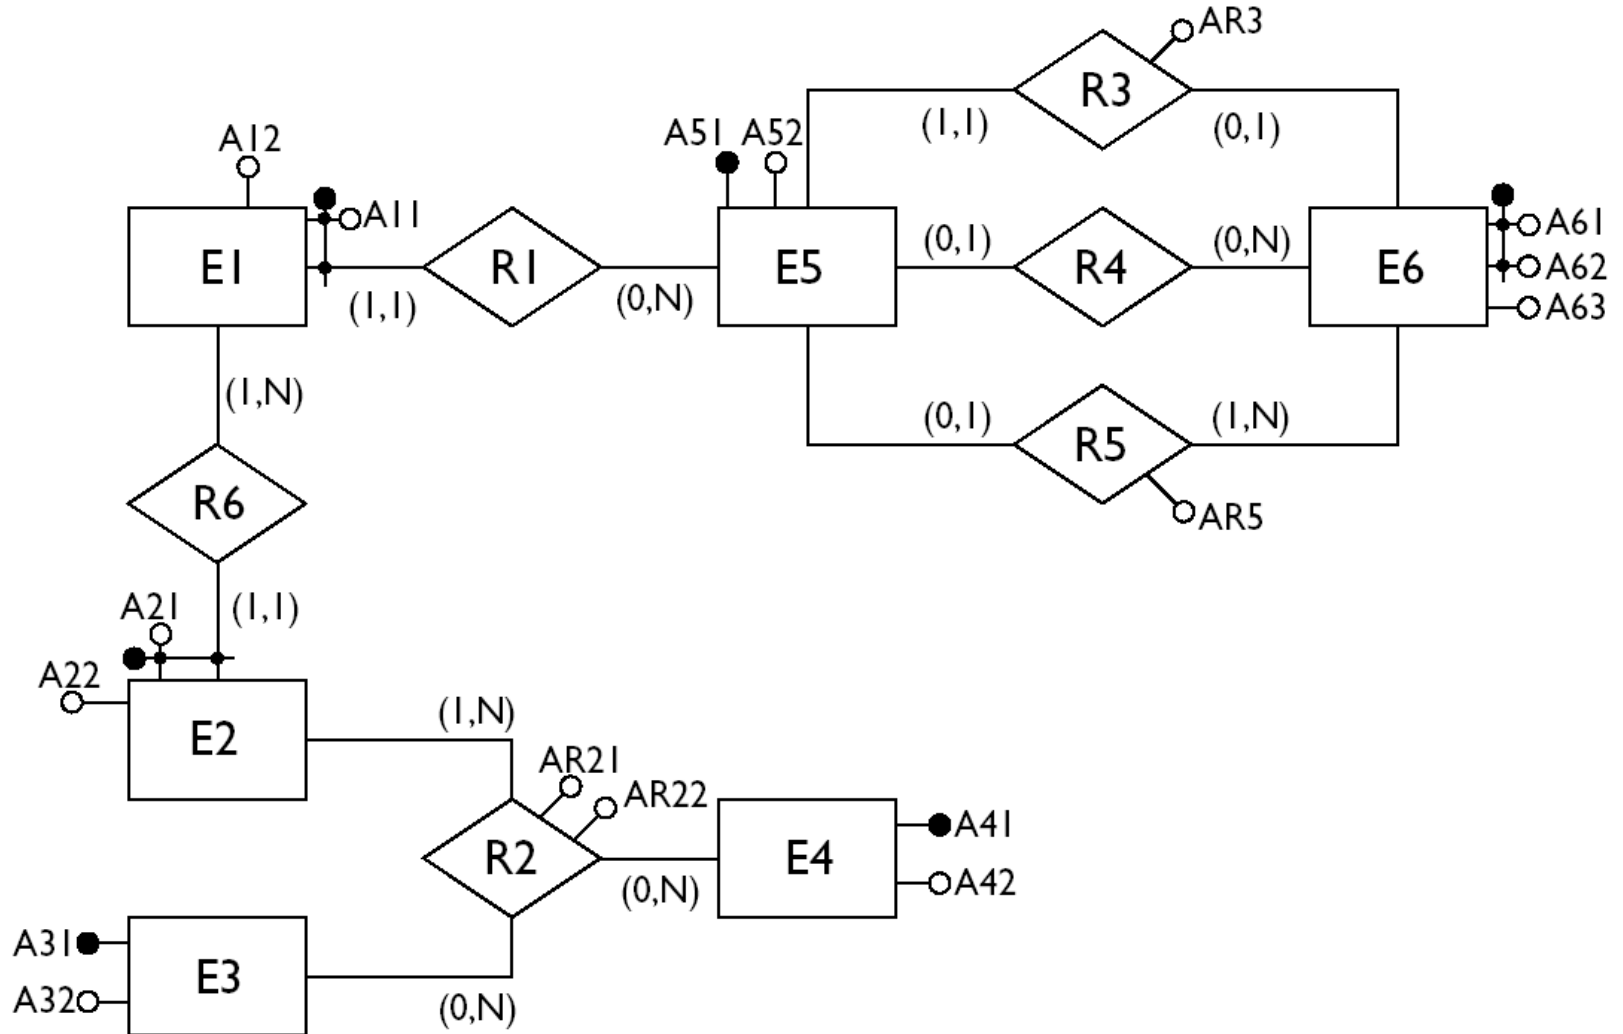 AR3
R3
(1,1)
(0,1)
A12
A51
A52
A11
E1
R1
E5
(0,1)
R4
(0,N)
E6
A61
A62
A63
(1,1)
(0,N)
(1,N)
(0,1)
R5
(1,N)
AR5
R6
A21
(1,1)
A22
E2
(1,N)
AR21
AR22
R2
(0,N)
E4
A41
A42
A31
A32
E3
(0,N)